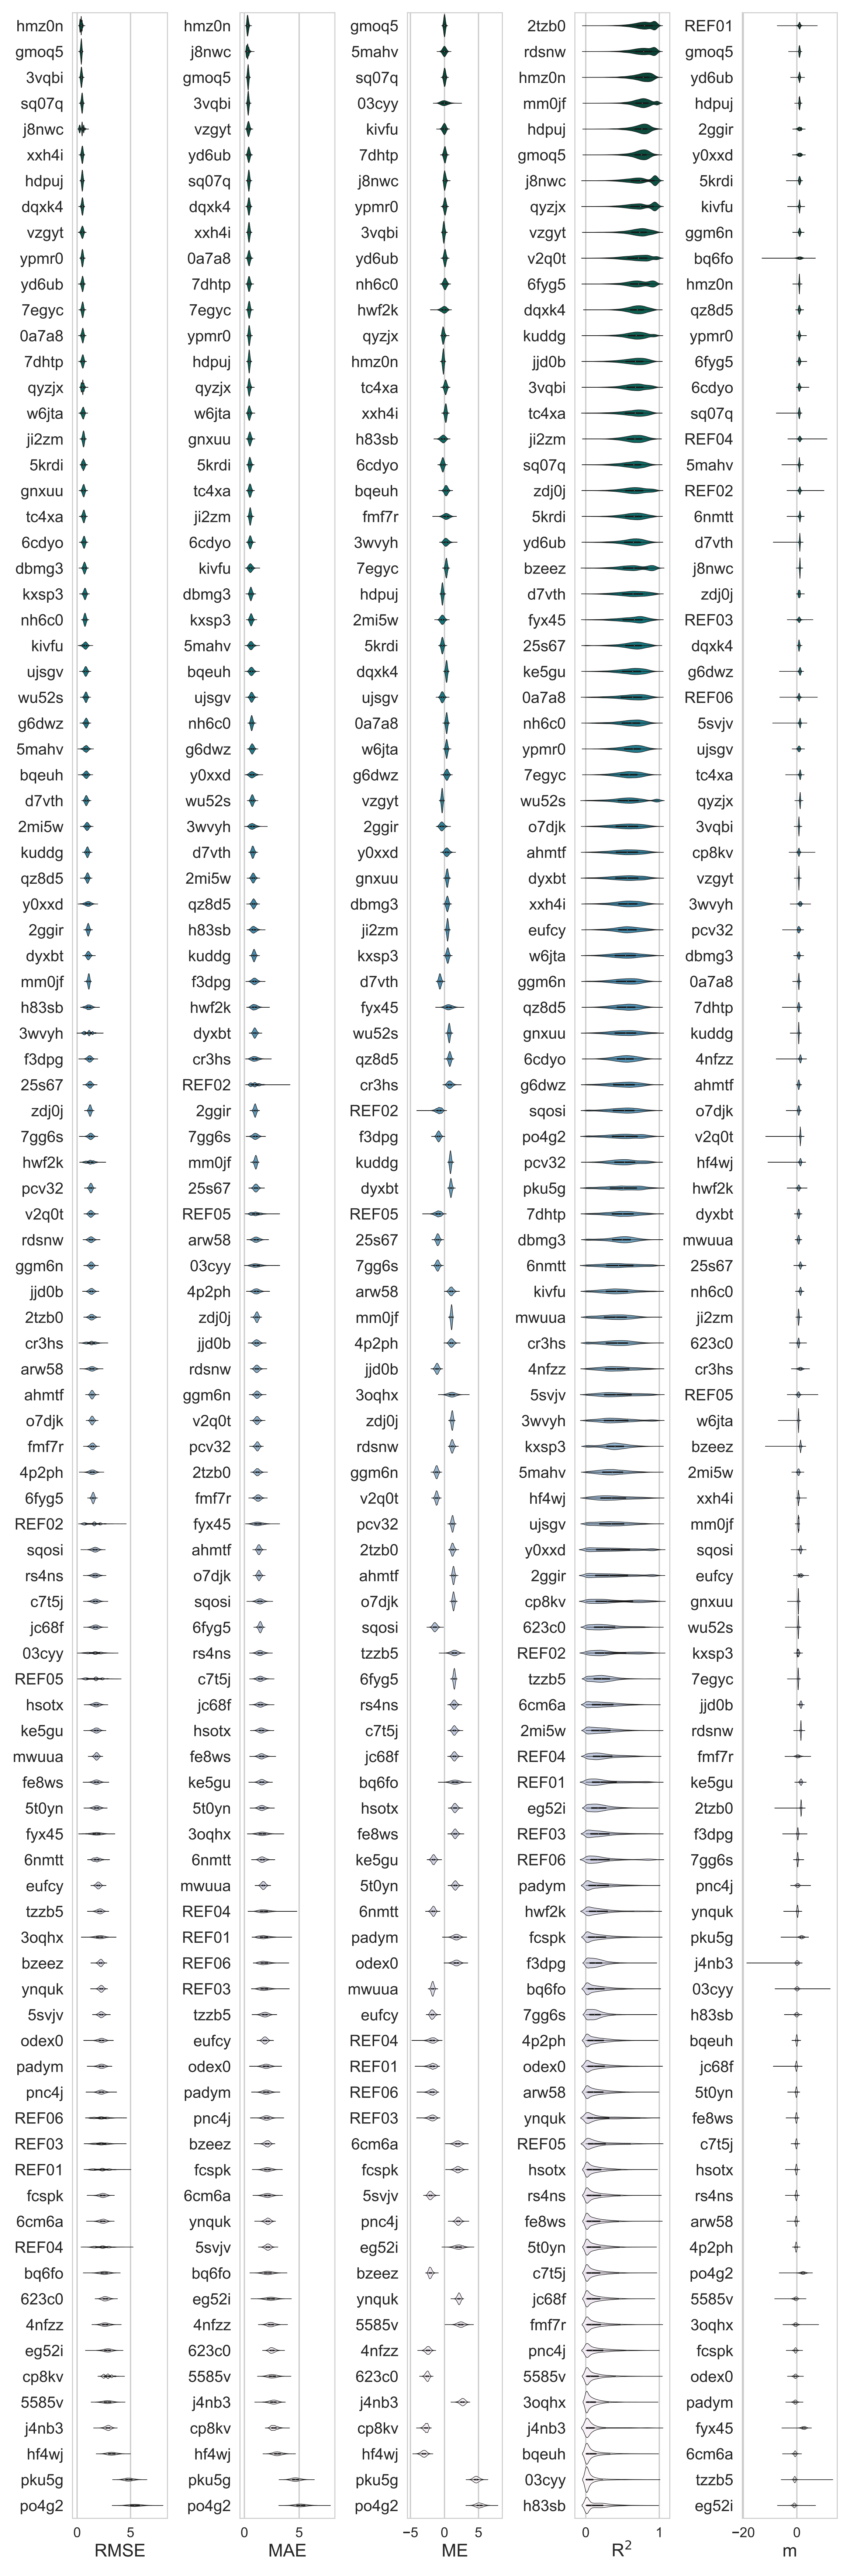 hmz0n hmz0n gmoq5 2tzb0 REF01
gmoq5 j8nwc 5mahv rdsnw gmoq5
3vqbi gmoq5 sq07q hmz0n yd6ub
sq07q 3vqbi 03cyy mm0jf hdpuj
j8nwc vzgyt kivfu hdpuj 2ggir
xxh4i yd6ub 7dhtp gmoq5 y0xxd
hdpuj sq07q j8nwc j8nwc 5krdi
dqxk4 dqxk4 ypmr0 qyzjx kivfu
vzgyt xxh4i 3vqbi vzgyt ggm6n
ypmr0 0a7a8 yd6ub v2q0t bq6fo
yd6ub 7dhtp nh6c0 6fyg5 hmz0n
7egyc 7egyc hwf2k dqxk4 qz8d5
0a7a8 ypmr0 qyzjx kuddg ypmr0
7dhtp hdpuj hmz0n jjd0b 6fyg5
qyzjx qyzjx tc4xa 3vqbi 6cdyo
w6jta w6jta xxh4i tc4xa sq07q
ji2zm gnxuu h83sb ji2zm REF04
5krdi 5krdi 6cdyo sq07q 5mahv
gnxuu tc4xa bqeuh zdj0j REF02
tc4xa ji2zm fmf7r 5krdi 6nmtt
6cdyo 6cdyo 3wvyh yd6ub d7vth
dbmg3 kivfu 7egyc bzeez j8nwc
kxsp3 dbmg3 hdpuj d7vth zdj0j
nh6c0 kxsp3 2mi5w fyx45 REF03
kivfu 5mahv 5krdi 25s67 dqxk4
ujsgv bqeuh dqxk4 ke5gu g6dwz
wu52s ujsgv ujsgv 0a7a8 REF06
g6dwz nh6c0 0a7a8 nh6c0 5svjv
5mahv g6dwz w6jta ypmr0 ujsgv
bqeuh y0xxd g6dwz 7egyc tc4xa
d7vth wu52s vzgyt wu52s qyzjx
2mi5w 3wvyh 2ggir o7djk 3vqbi
kuddg d7vth y0xxd ahmtf cp8kv
qz8d5 2mi5w gnxuu dyxbt vzgyt
y0xxd qz8d5 dbmg3 xxh4i 3wvyh
2ggir h83sb ji2zm eufcy pcv32
dyxbt kuddg kxsp3 w6jta dbmg3
mm0jf f3dpg d7vth ggm6n 0a7a8
h83sb hwf2k fyx45 qz8d5 7dhtp
3wvyh dyxbt wu52s gnxuu kuddg
f3dpg cr3hs qz8d5 6cdyo 4nfzz
25s67 REF02 cr3hs g6dwz ahmtf
zdj0j 2ggir REF02 sqosi o7djk
7gg6s 7gg6s f3dpg po4g2 v2q0t
hwf2k mm0jf kuddg pcv32 hf4wj
pcv32 25s67 dyxbt pku5g hwf2k
v2q0t REF05 REF05 7dhtp dyxbt
rdsnw arw58 25s67 dbmg3 mwuua
ggm6n 03cyy 7gg6s 6nmtt 25s67
jjd0b 4p2ph arw58 kivfu nh6c0
2tzb0 zdj0j mm0jf mwuua ji2zm
cr3hs jjd0b 4p2ph cr3hs 623c0
arw58 rdsnw jjd0b 4nfzz cr3hs
ahmtf ggm6n 3oqhx 5svjv REF05
o7djk v2q0t zdj0j 3wvyh w6jta
fmf7r pcv32 rdsnw kxsp3 bzeez
4p2ph 2tzb0 ggm6n 5mahv 2mi5w
6fyg5 fmf7r v2q0t hf4wj xxh4i
REF02 fyx45 pcv32 ujsgv mm0jf
sqosi ahmtf 2tzb0 y0xxd sqosi
rs4ns o7djk ahmtf 2ggir eufcy
c7t5j sqosi o7djk cp8kv gnxuu
jc68f 6fyg5 sqosi 623c0 wu52s
03cyy rs4ns tzzb5 REF02 kxsp3
REF05 c7t5j 6fyg5 tzzb5 7egyc
hsotx jc68f rs4ns 6cm6a jjd0b
ke5gu hsotx c7t5j 2mi5w rdsnw
mwuua fe8ws jc68f REF04 fmf7r
fe8ws ke5gu bq6fo REF01 ke5gu
5t0yn 5t0yn hsotx eg52i 2tzb0
fyx45 3oqhx fe8ws REF03 f3dpg
6nmtt 6nmtt ke5gu REF06 7gg6s
eufcy mwuua 5t0yn padym pnc4j
tzzb5 REF04 6nmtt hwf2k ynquk
3oqhx REF01 padym fcspk pku5g
bzeez REF06 odex0 f3dpg j4nb3
ynquk REF03 mwuua bq6fo 03cyy
5svjv tzzb5 eufcy 7gg6s h83sb
odex0 eufcy REF04 4p2ph bqeuh
padym odex0 REF01 odex0 jc68f
pnc4j padym REF06 arw58 5t0yn
REF06 pnc4j REF03 ynquk fe8ws
REF03 bzeez 6cm6a REF05 c7t5j
REF01 fcspk fcspk hsotx hsotx
fcspk 6cm6a 5svjv rs4ns rs4ns
6cm6a ynquk pnc4j fe8ws arw58
REF04 5svjv eg52i 5t0yn 4p2ph
bq6fo bq6fo bzeez c7t5j po4g2
623c0 eg52i ynquk jc68f 5585v
4nfzz 4nfzz 5585v fmf7r 3oqhx
eg52i 623c0 4nfzz pnc4j fcspk
cp8kv 5585v 623c0 5585v odex0
5585v j4nb3 j4nb3 3oqhx padym
j4nb3 cp8kv cp8kv j4nb3 fyx45
hf4wj hf4wj hf4wj bqeuh 6cm6a
pku5g pku5g pku5g 03cyy tzzb5
po4g2 po4g2 po4g2 h83sb eg52i
0 5 0 5 −5 0 5 0 1 −20 0
RMSE MAE ME R² m